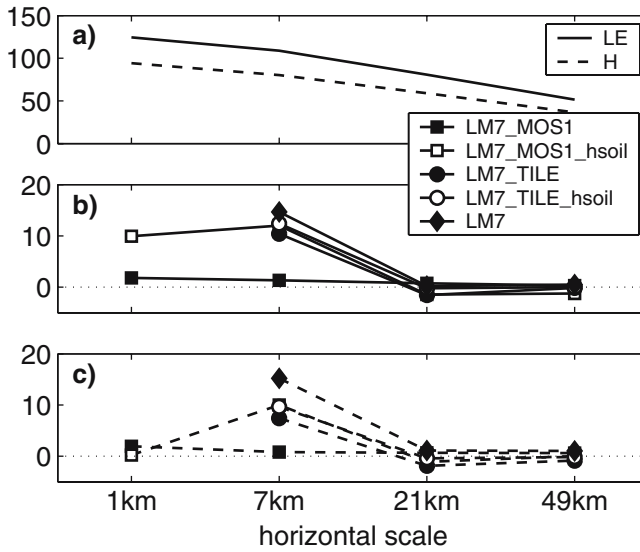 150
100
50
0
a)
LE
H
LM7_MOS1
LM7_MOS1_hsoil
LM7_TILE
LM7_TILE_hsoil
LM7
20
10
0
b)
20
10
0
c)
1km 7km 21km 49km
horizontal scale